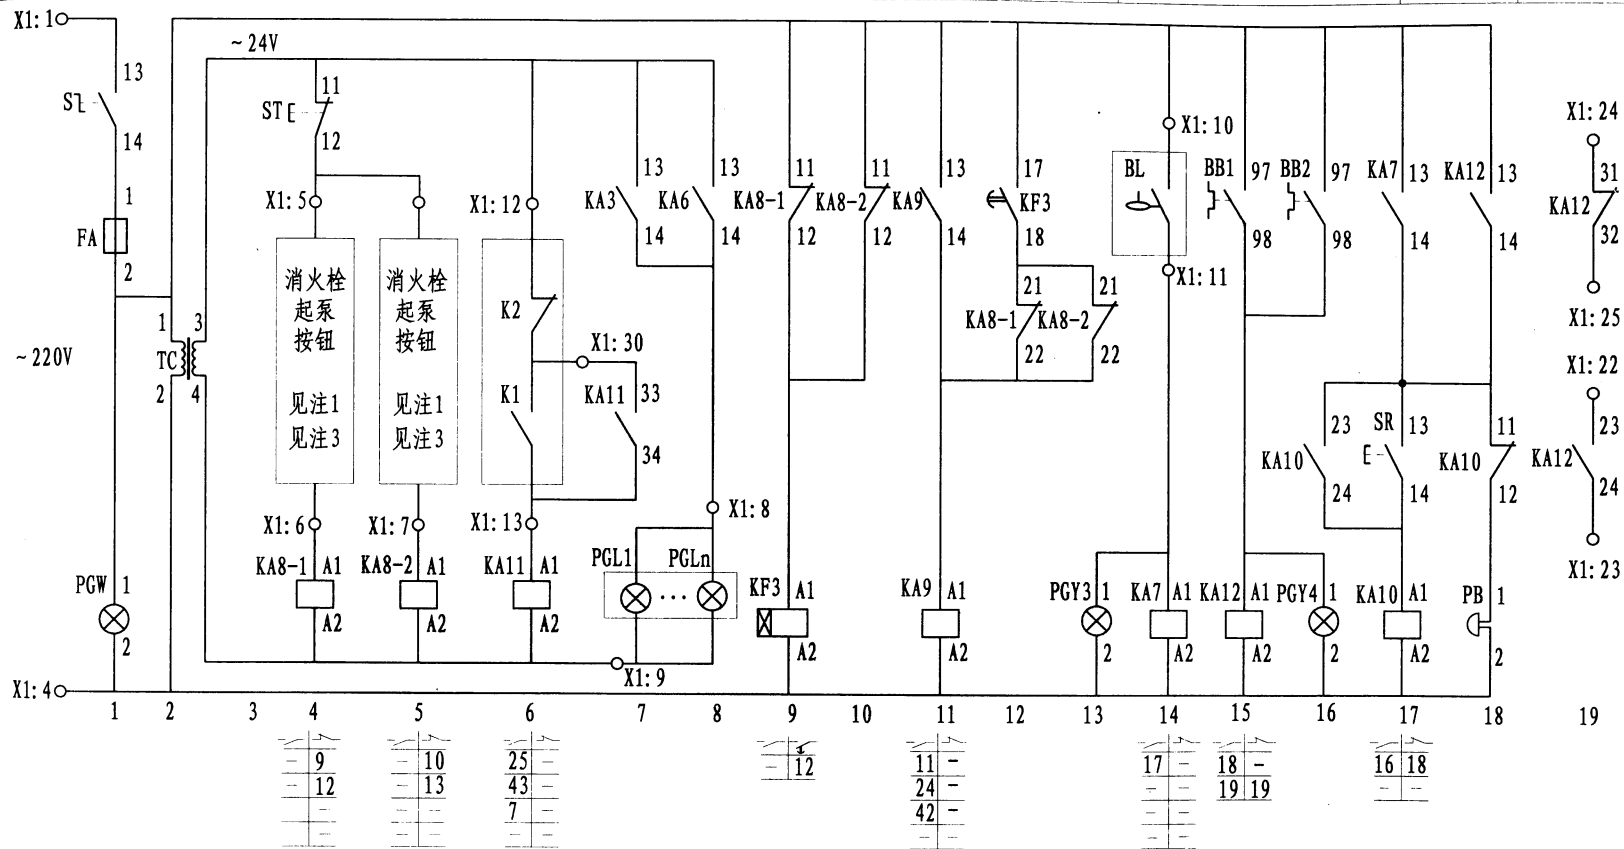 X1:1
~24V
13
S
14
1
FA
2
~220V
1
3
TC
2
4
PGW
1
2
X1:4
11
ST E
12
X1:5
消火栓
起泵
按钮
见注1
见注3
X1:6
KA8-1
A1
A2
消火栓
起泵
按钮
见注1
见注3
X1:7
KA8-2
A1
A2
X1:12
K2
X1:30
K1
KA11
33
34
X1:13
KA11
A1
A2
KA3
13
14
KA6
13
14
X1:8
PGL1
PGLn
...
X1:9
KA8-1
11
12
KA8-2
11
12
KF3
A1
A2
KA9
13
14
KA9
A1
A2
17
KF3
18
KA8-1
21
22
KA8-2
21
22
X1:10
BL
X1:11
PGY3
1
2
KA7
A1
A2
BB1
97
98
BB2
97
98
KA12
A1
A2
PGY4
1
2
KA7
13
14
KA12
13
14
KA10
23
24
SR
13
E
14
KA10
11
12
KA10
A1
A2
PB
1
2
X1:24
31
KA12
32
X1:25
X1:22
23
KA12
24
X1:23
1 2 3 4 5 6 7 8 9 10 11 12 13 14 15 16 17 18 19
- 9
- 12
- -
- -
- 10
- 13
- -
- -
25 -
43 -
7 -
- -
- 12
11 -
24 -
42 -
- -
17 -
- -
- -
- -
18 -
19 19
16 18
- -